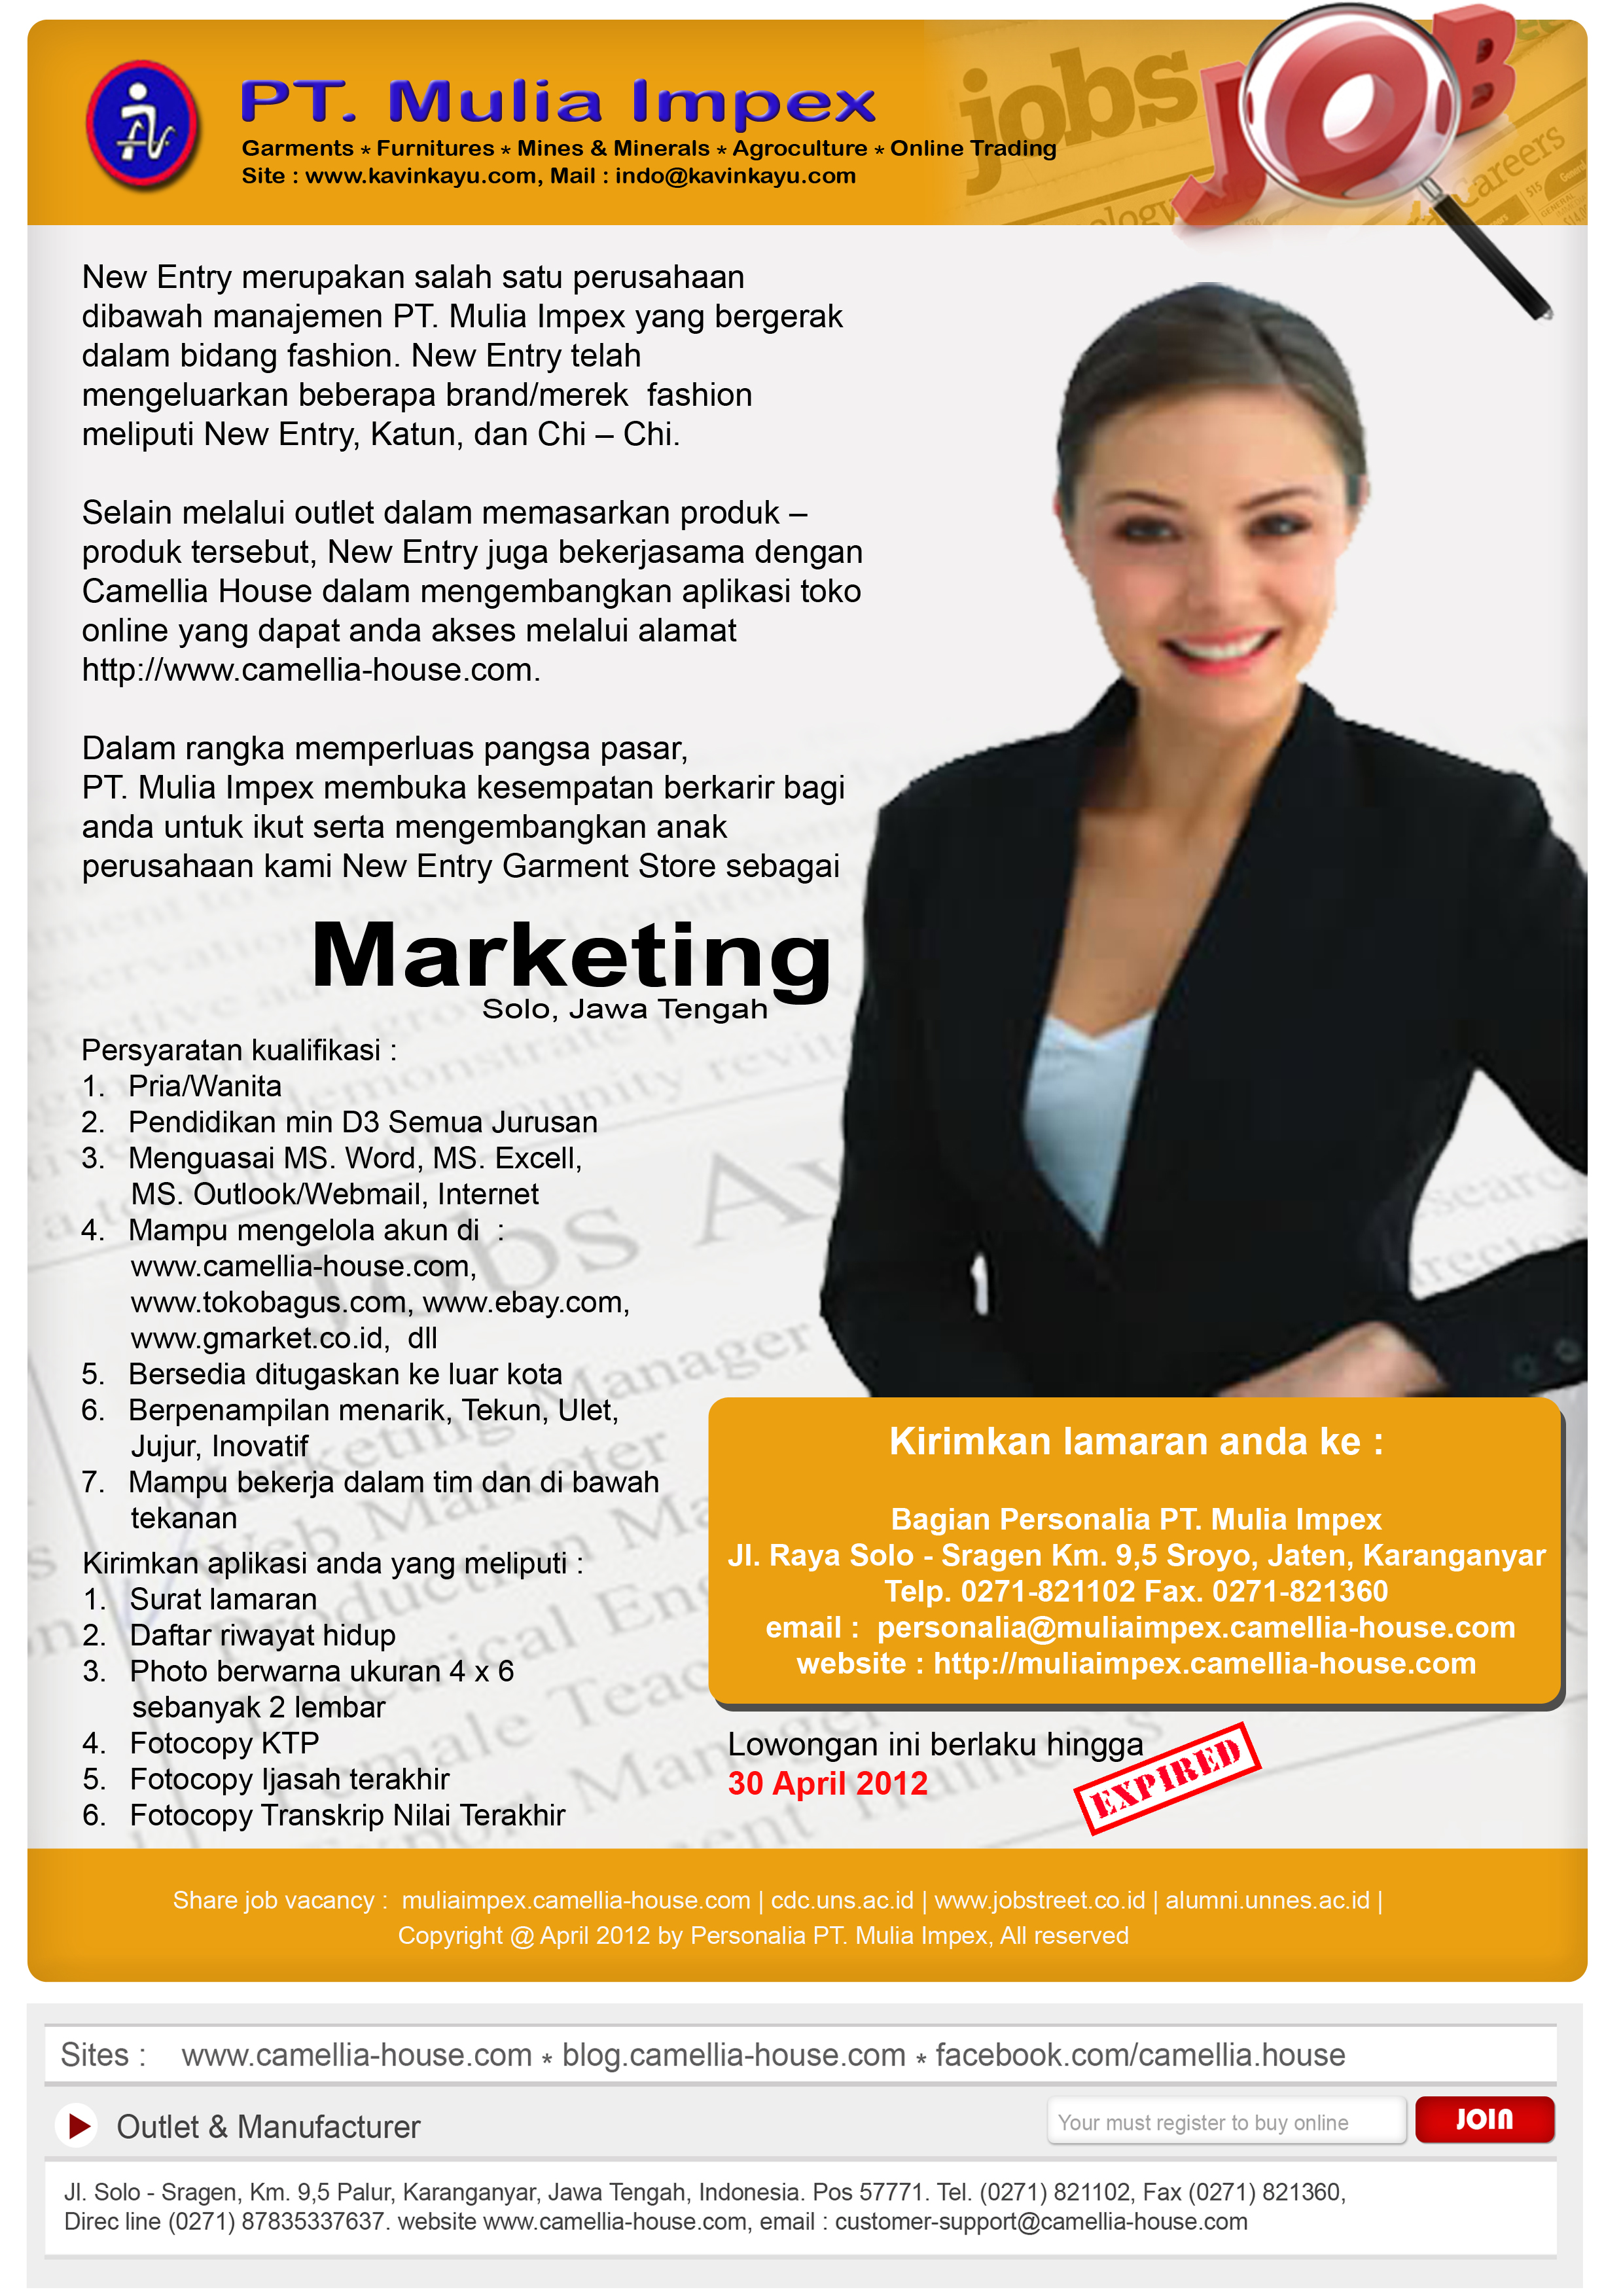 PT. Mulia Impex
Garments * Furnitures * Mines & Minerals * Agroculture * Online Trading
Site : www.kavinkayu.com, Mail : indo@kavinkayu.com
jobs
JOB
Careers
New Entry merupakan salah satu perusahaan
dibawah manajemen PT. Mulia Impex yang bergerak
dalam bidang fashion. New Entry telah
mengeluarkan beberapa brand/merek  fashion
meliputi New Entry, Katun, dan Chi – Chi.
Selain melalui outlet dalam memasarkan produk –
produk tersebut, New Entry juga bekerjasama dengan
Camellia House dalam mengembangkan aplikasi toko
online yang dapat anda akses melalui alamat
http://www.camellia-house.com.
Dalam rangka memperluas pangsa pasar,
PT. Mulia Impex membuka kesempatan berkarir bagi
anda untuk ikut serta mengembangkan anak
perusahaan kami New Entry Garment Store sebagai
Marketing
Solo, Jawa Tengah
Persyaratan kualifikasi :
1. Pria/Wanita
2. Pendidikan min D3 Semua Jurusan
3. Menguasai MS. Word, MS. Excell,
MS. Outlook/Webmail, Internet
4. Mampu mengelola akun di  :
www.camellia-house.com,
www.tokobagus.com, www.ebay.com,
www.gmarket.co.id,  dll
5. Bersedia ditugaskan ke luar kota
6. Berpenampilan menarik, Tekun, Ulet,
Jujur, Inovatif
7. Mampu bekerja dalam tim dan di bawah
tekanan
Kirimkan aplikasi anda yang meliputi :
1. Surat lamaran
2. Daftar riwayat hidup
3. Photo berwarna ukuran 4 x 6
sebanyak 2 lembar
4. Fotocopy KTP
5. Fotocopy Ijasah terakhir
6. Fotocopy Transkrip Nilai Terakhir
Kirimkan lamaran anda ke :
Bagian Personalia PT. Mulia Impex
Jl. Raya Solo - Sragen Km. 9,5 Sroyo, Jaten, Karanganyar
Telp. 0271-821102 Fax. 0271-821360
email :  personalia@muliaimpex.camellia-house.com
website : http://muliaimpex.camellia-house.com
Lowongan ini berlaku hingga
30 April 2012
EXPIRED
Share job vacancy :  muliaimpex.camellia-house.com | cdc.uns.ac.id | www.jobstreet.co.id | alumni.unnes.ac.id |
Copyright @ April 2012 by Personalia PT. Mulia Impex, All reserved
Sites : www.camellia-house.com * blog.camellia-house.com * facebook.com/camellia.house
Outlet & Manufacturer
Your must register to buy online
JOIN
Jl. Solo - Sragen, Km. 9,5 Palur, Karanganyar, Jawa Tengah, Indonesia. Pos 57771. Tel. (0271) 821102, Fax (0271) 821360,
Direc line (0271) 87835337637. website www.camellia-house.com, email : customer-support@camellia-house.com